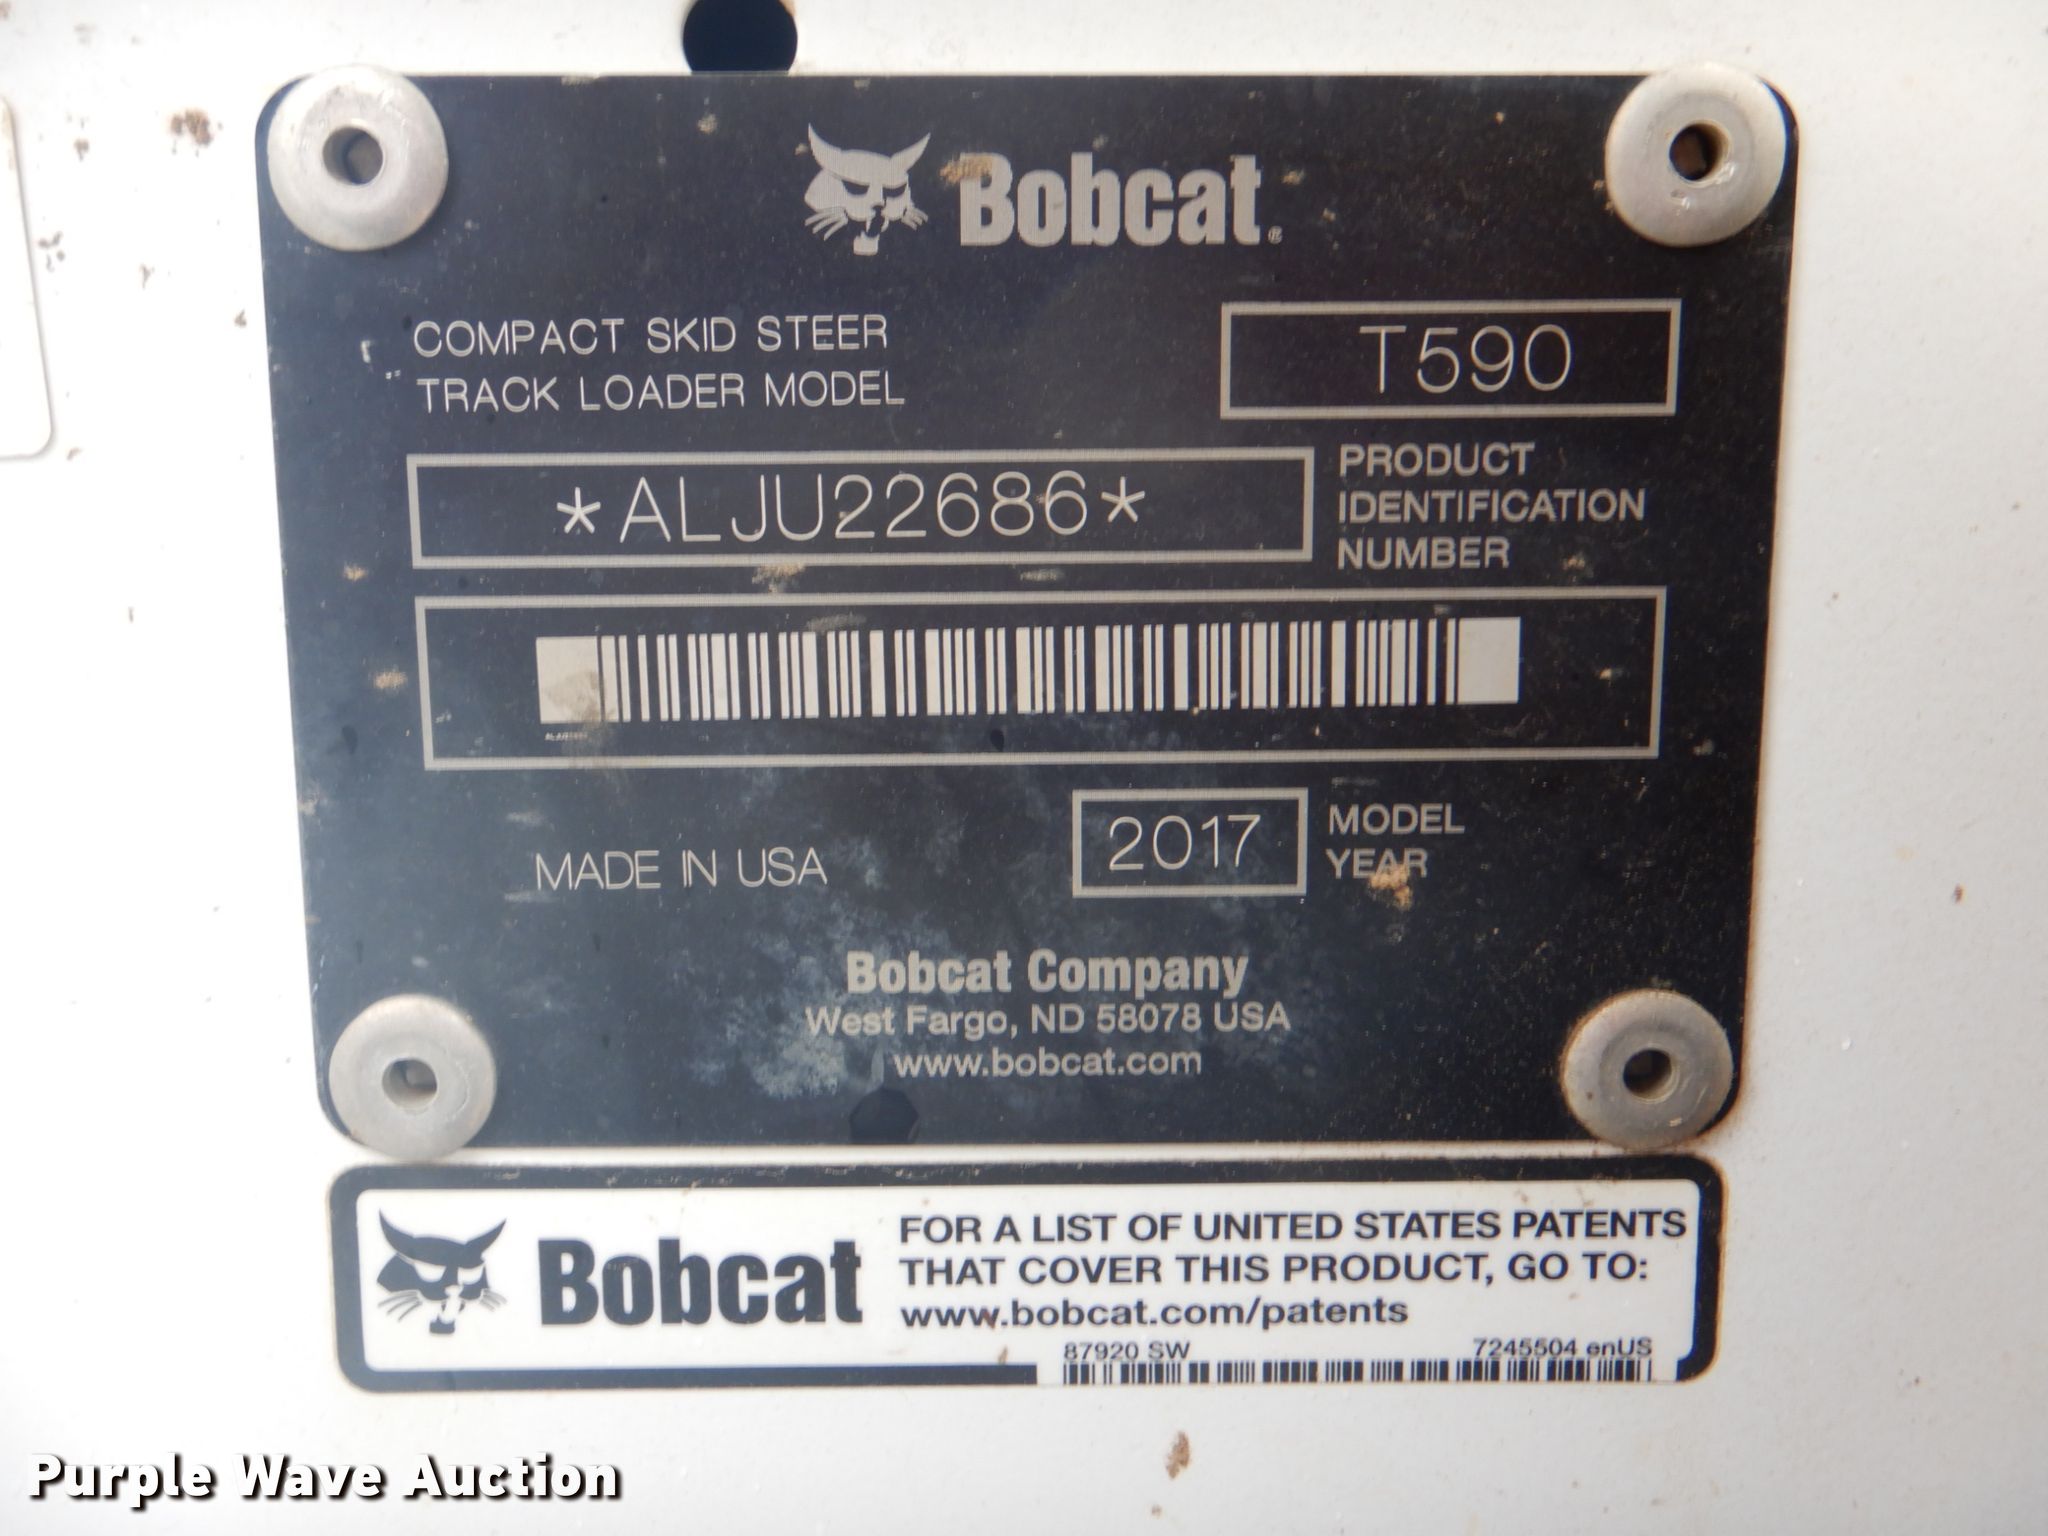 Bobcat®
COMPACT SKID STEER
TRACK LOADER MODEL
T590
*ALJU22686*
PRODUCT
IDENTIFICATION
NUMBER
MADE IN USA
2017
MODEL
YEAR
Bobcat Company
West Fargo, ND 58078 USA
www.bobcat.com
Bobcat
FOR A LIST OF UNITED STATES PATENTS
THAT COVER THIS PRODUCT, GO TO:
www.bobcat.com/patents
87920 SW
7245504 enUS
Purple Wave Auction